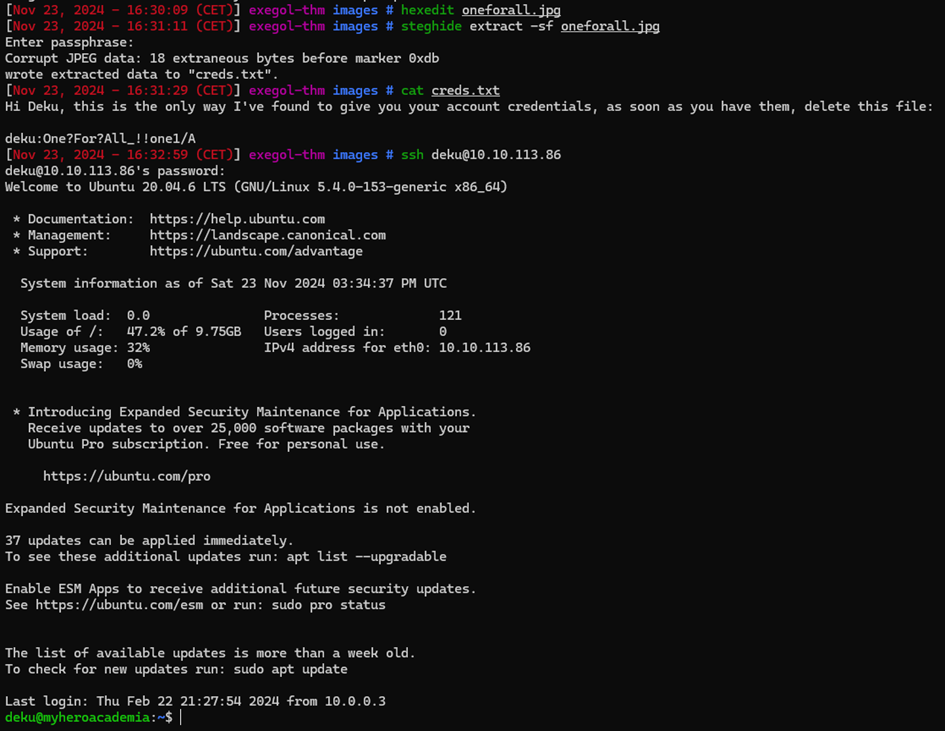 [Nov 23, 2024 - 16:30:09 (CET)] exegol-thm images # hexedit oneforall.jpg
[Nov 23, 2024 - 16:31:11 (CET)] exegol-thm images # steghide extract -sf oneforall.jpg
Enter passphrase:
Corrupt JPEG data: 18 extraneous bytes before marker 0xdb
wrote extracted data to "creds.txt".
[Nov 23, 2024 - 16:31:29 (CET)] exegol-thm images # cat creds.txt
Hi Deku, this is the only way I've found to give you your account credentials, as soon as you have them, delete this file:
deku:One?For?All_!!one1/A
[Nov 23, 2024 - 16:32:59 (CET)] exegol-thm images # ssh deku@10.10.113.86
deku@10.10.113.86's password:
Welcome to Ubuntu 20.04.6 LTS (GNU/Linux 5.4.0-153-generic x86_64)
* Documentation: https://help.ubuntu.com
* Management: https://landscape.canonical.com
* Support: https://ubuntu.com/advantage
System information as of Sat 23 Nov 2024 03:34:37 PM UTC
System load: 0.0 Processes: 121
Usage of /: 47.2% of 9.75GB Users logged in: 0
Memory usage: 32% IPv4 address for eth0: 10.10.113.86
Swap usage: 0%
* Introducing Expanded Security Maintenance for Applications.
Receive updates to over 25,000 software packages with your
Ubuntu Pro subscription. Free for personal use.
https://ubuntu.com/pro
Expanded Security Maintenance for Applications is not enabled.
37 updates can be applied immediately.
To see these additional updates run: apt list --upgradable
Enable ESM Apps to receive additional future security updates.
See https://ubuntu.com/esm or run: sudo pro status
The list of available updates is more than a week old.
To check for new updates run: sudo apt update
Last login: Thu Feb 22 21:27:54 2024 from 10.0.0.3
deku@myheroacademia:~$